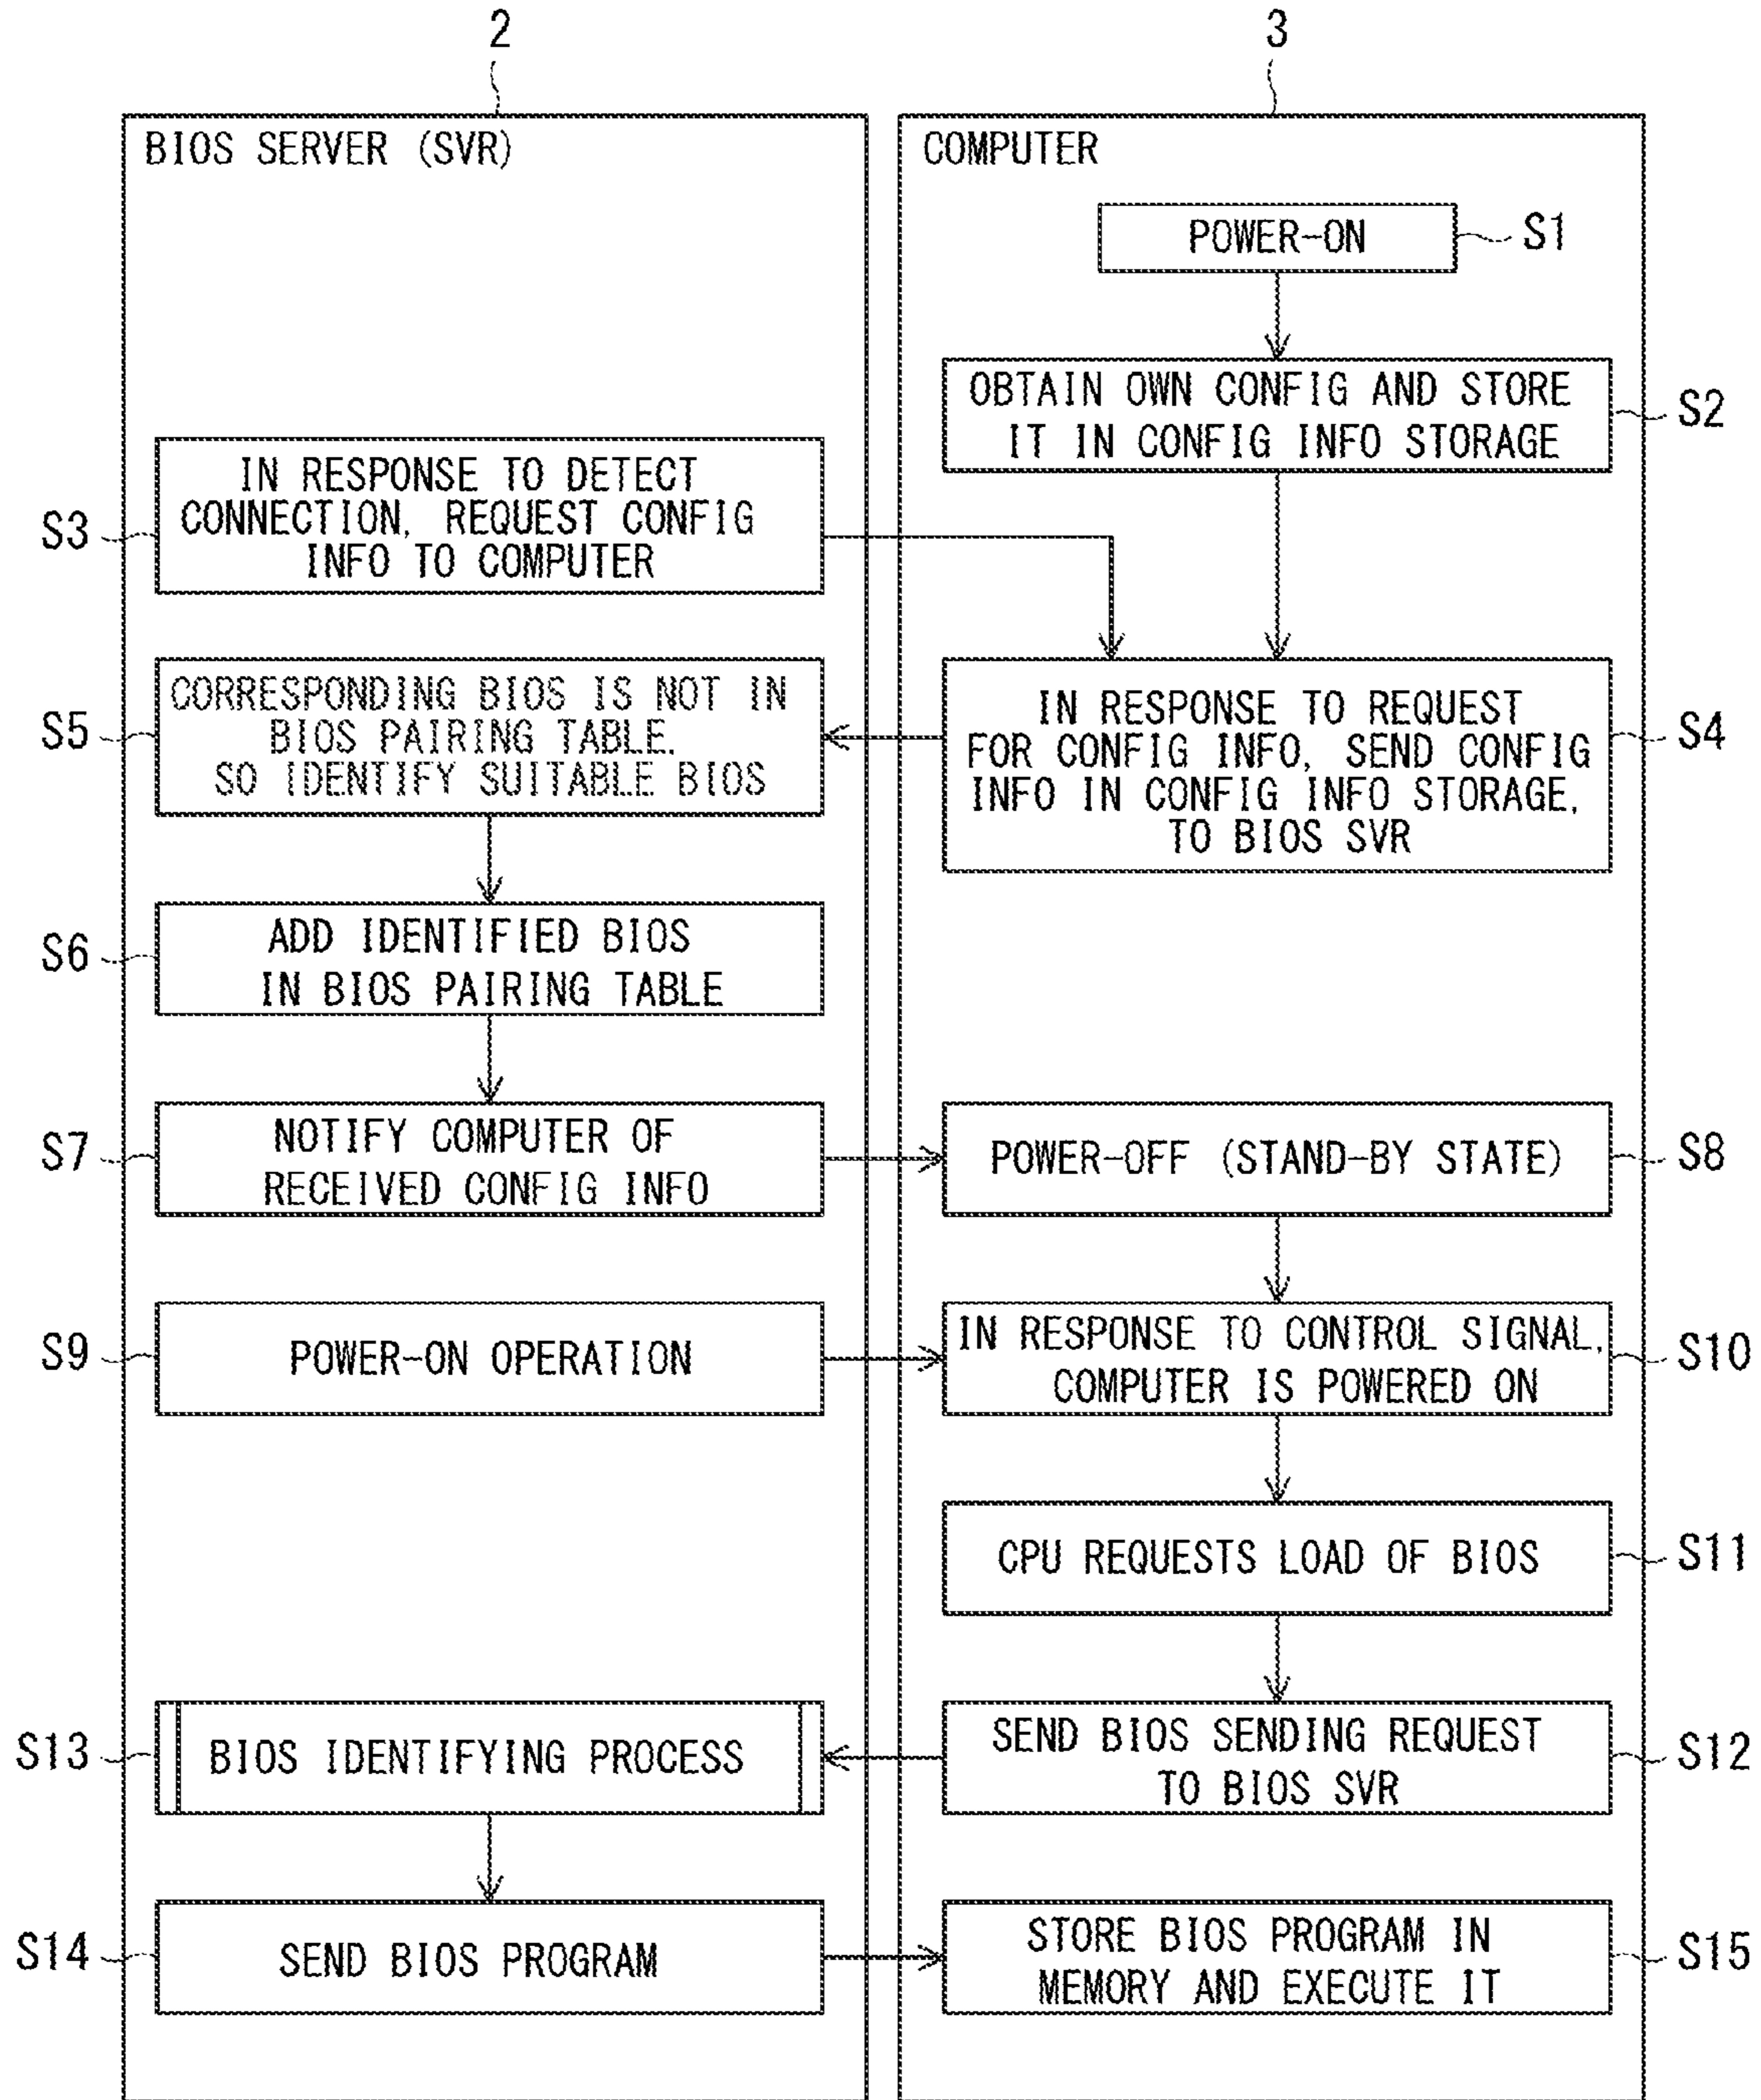 2
3
BIOS SERVER (SVR)
COMPUTER
POWER-ON
S1
OBTAIN OWN CONFIG AND STORE
IT IN CONFIG INFO STORAGE
S2
S3
IN RESPONSE TO DETECT
CONNECTION, REQUEST CONFIG
INFO TO COMPUTER
S4
IN RESPONSE TO REQUEST
FOR CONFIG INFO, SEND CONFIG
INFO IN CONFIG INFO STORAGE,
TO BIOS SVR
S5
CORRESPONDING BIOS IS NOT IN
BIOS PAIRING TABLE,
SO IDENTIFY SUITABLE BIOS
S6
ADD IDENTIFIED BIOS
IN BIOS PAIRING TABLE
S7
NOTIFY COMPUTER OF
RECEIVED CONFIG INFO
POWER-OFF (STAND-BY STATE)
S8
S9
POWER-ON OPERATION
IN RESPONSE TO CONTROL SIGNAL,
COMPUTER IS POWERED ON
S10
CPU REQUESTS LOAD OF BIOS
S11
SEND BIOS SENDING REQUEST
TO BIOS SVR
S12
S13
BIOS IDENTIFYING PROCESS
S14
SEND BIOS PROGRAM
STORE BIOS PROGRAM IN
MEMORY AND EXECUTE IT
S15